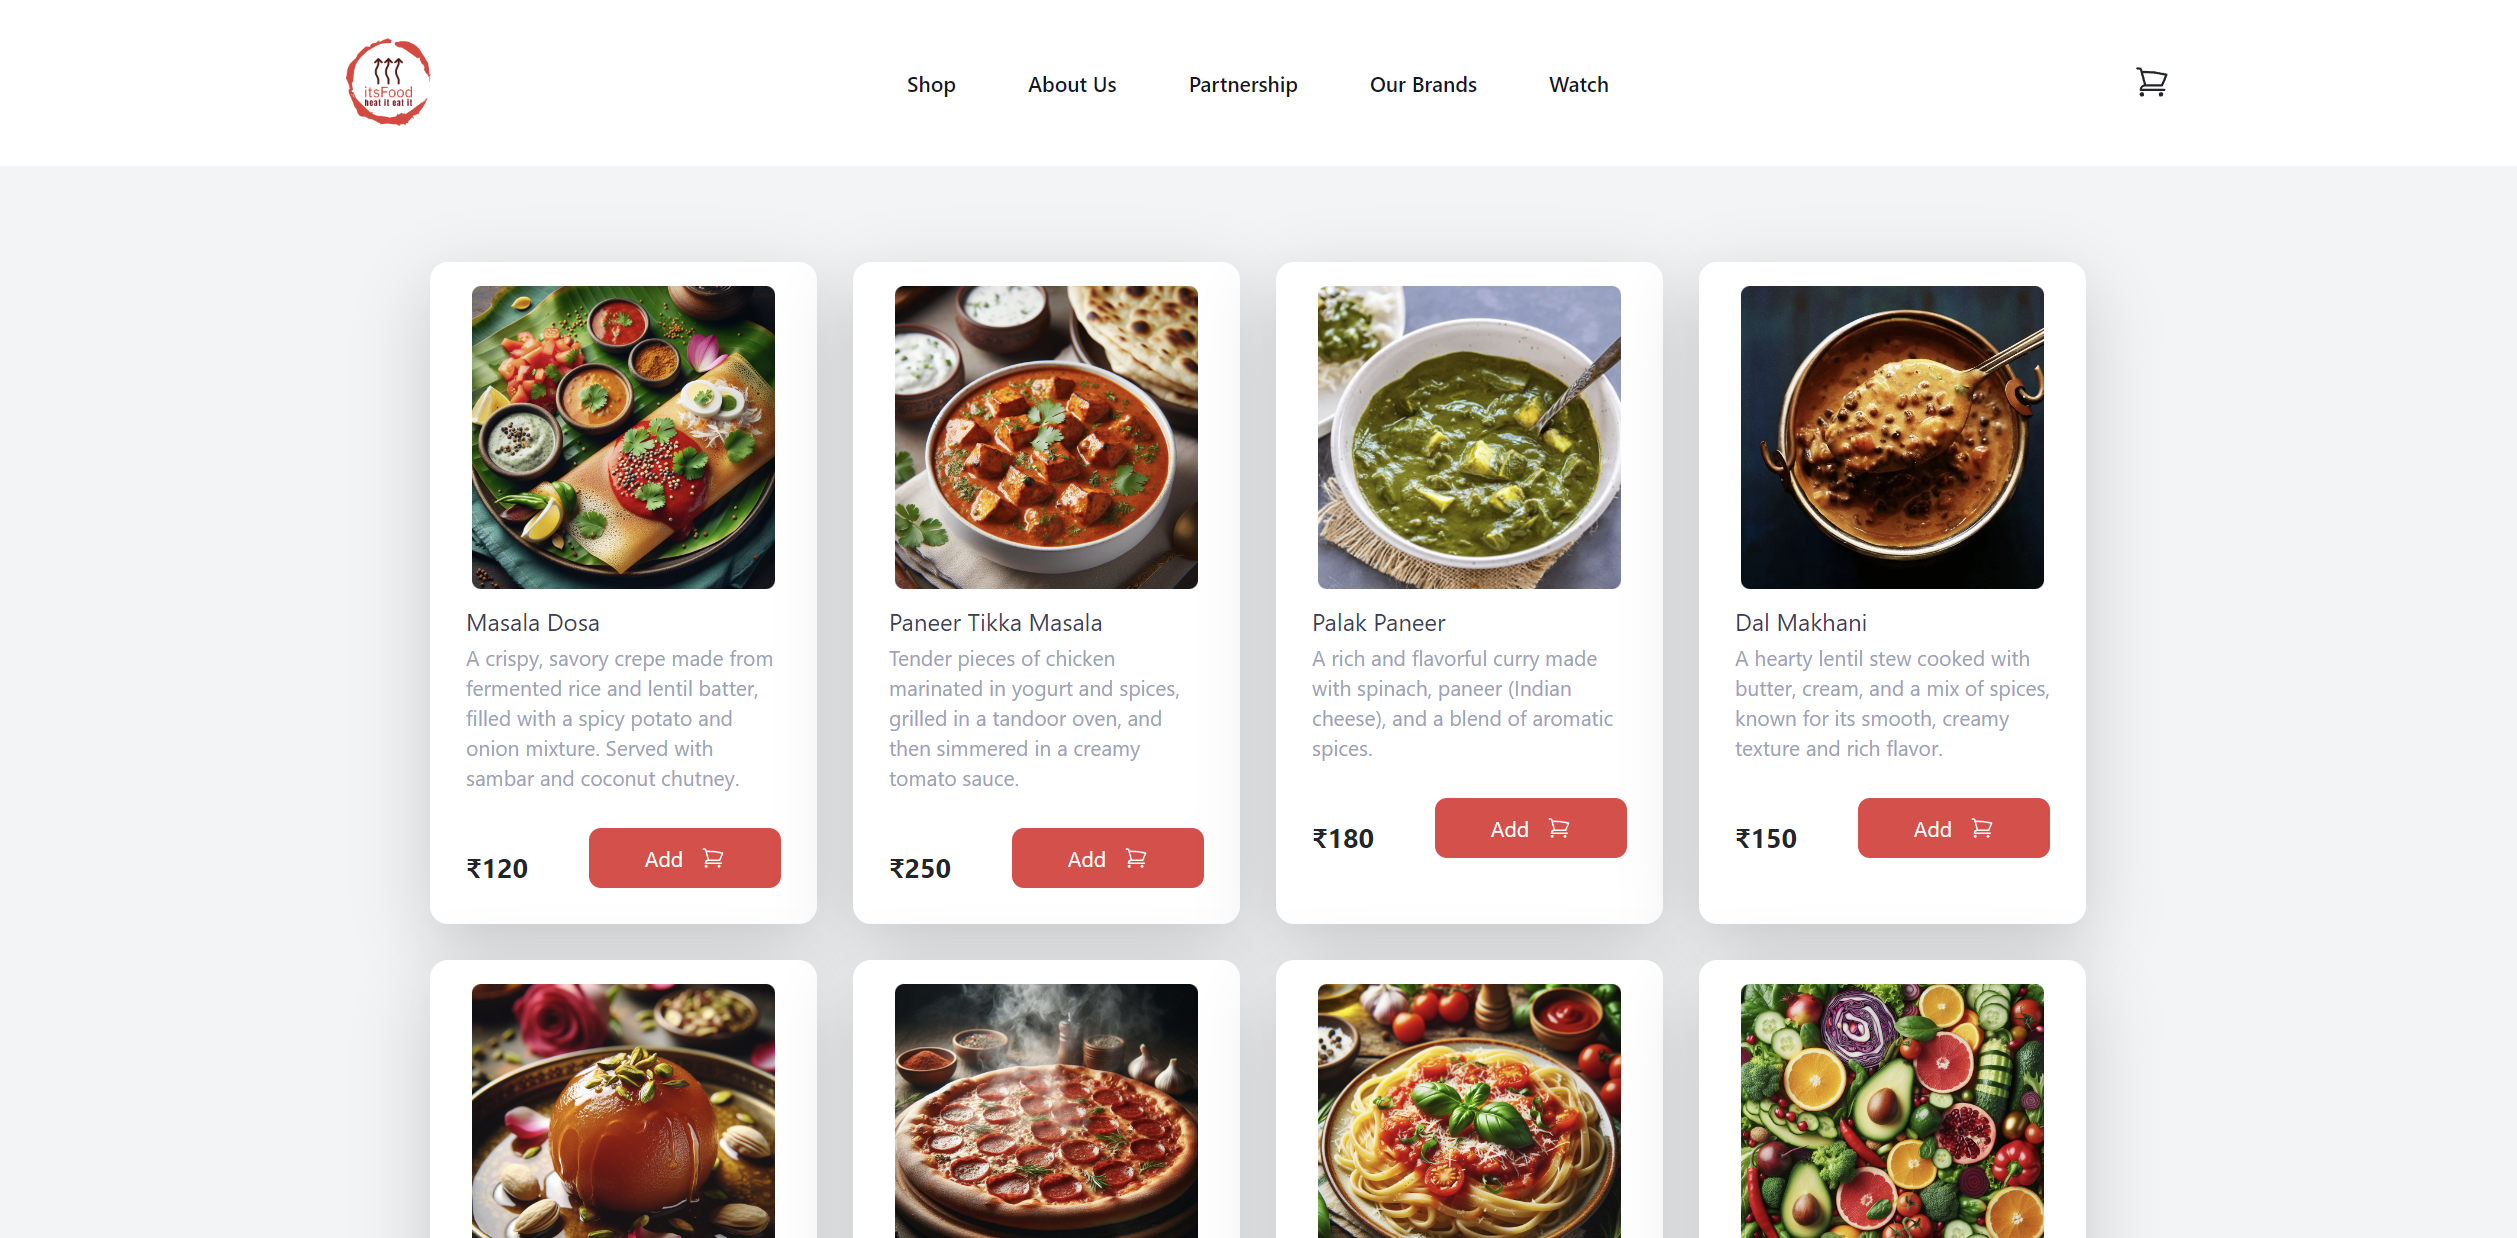 itsFood
heat it eat it
Shop
About Us
Partnership
Our Brands
Watch
Masala Dosa
A crispy, savory crepe made from
fermented rice and lentil batter,
filled with a spicy potato and
onion mixture. Served with
sambar and coconut chutney.
₹120
Add
Paneer Tikka Masala
Tender pieces of chicken
marinated in yogurt and spices,
grilled in a tandoor oven, and
then simmered in a creamy
tomato sauce.
₹250
Add
Palak Paneer
A rich and flavorful curry made
with spinach, paneer (Indian
cheese), and a blend of aromatic
spices.
₹180
Add
Dal Makhani
A hearty lentil stew cooked with
butter, cream, and a mix of spices,
known for its smooth, creamy
texture and rich flavor.
₹150
Add